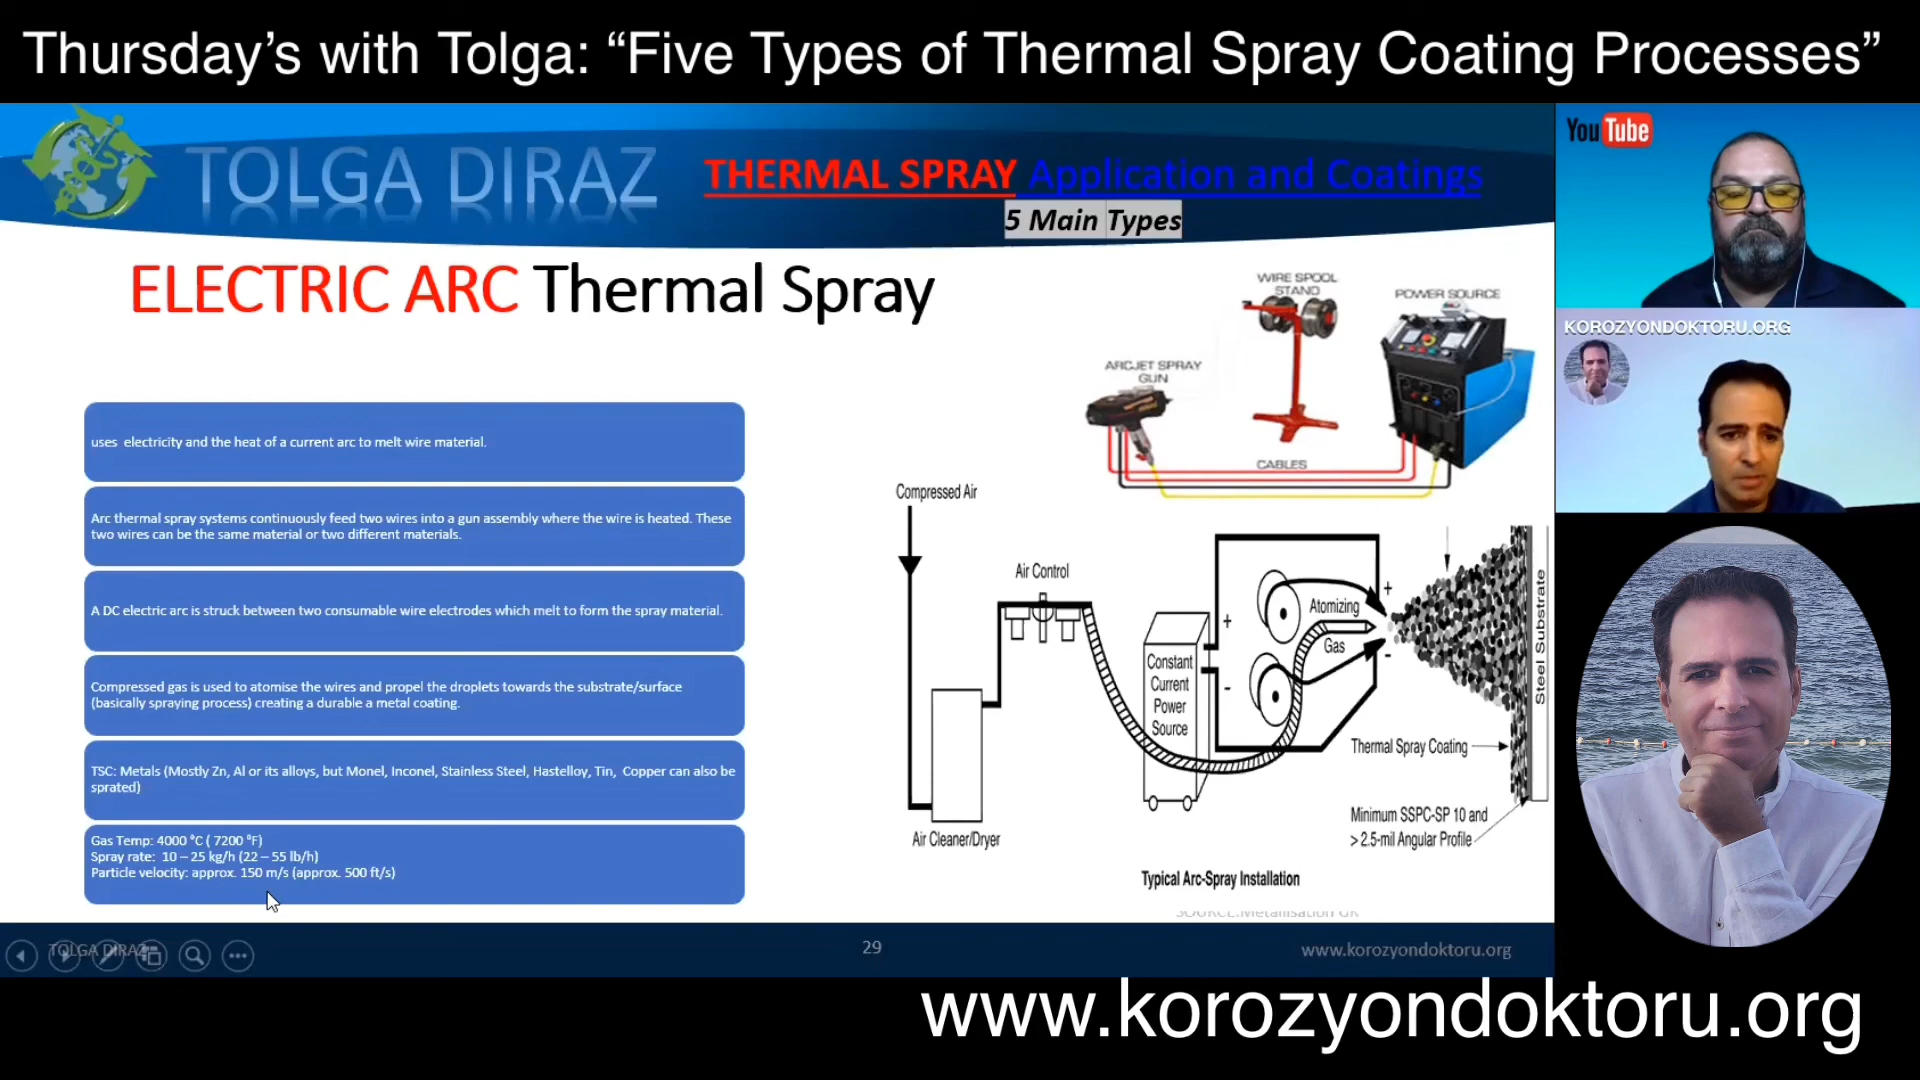 Thursday’s with Tolga: “Five Types of Thermal Spray Coating Processes”
TOLGA DIRAZ
THERMAL SPRAY Application and Coatings
5 Main Types
You Tube
KOROZYONDOKTORU.ORG
ELECTRIC ARC Thermal Spray
uses electricity and the heat of a current arc to melt wire material.
Arc thermal spray systems continuously feed two wires into a gun assembly where the wire is heated. These
two wires can be the same material or two different materials.
A DC electric arc is struck between two consumable wire electrodes which melt to form the spray material.
Compressed gas is used to atomise the wires and propel the droplets towards the substrate/surface
(basically spraying process) creating a durable a metal coating.
TSC: Metals (Mostly Zn, Al or its alloys, but Monel, Inconel, Stainless Steel, Hastelloy, Tin, Copper can also be
sprated)
Gas Temp: 4000 °C ( 7200 °F)
Spray rate: 10 – 25 kg/h (22 – 55 lb/h)
Particle velocity: approx. 150 m/s (approx. 500 ft/s)
WIRE SPOOL
STAND
POWER SOURCE
ARCJET SPRAY
GUN
CABLES
Compressed Air
Air Control
Air Cleaner/Dryer
Constant
Current
Power
Source
+
-
Atomizing
Gas
+
-
Steel Substrate
Thermal Spray Coating
Minimum SSPC-SP 10 and
> 2.5-mil Angular Profile
Typical Arc-Spray Installation
SOURCE:Metallisation UK
TOLGA DIRAZ
29
www.korozyondoktoru.org
www.korozyondoktoru.org